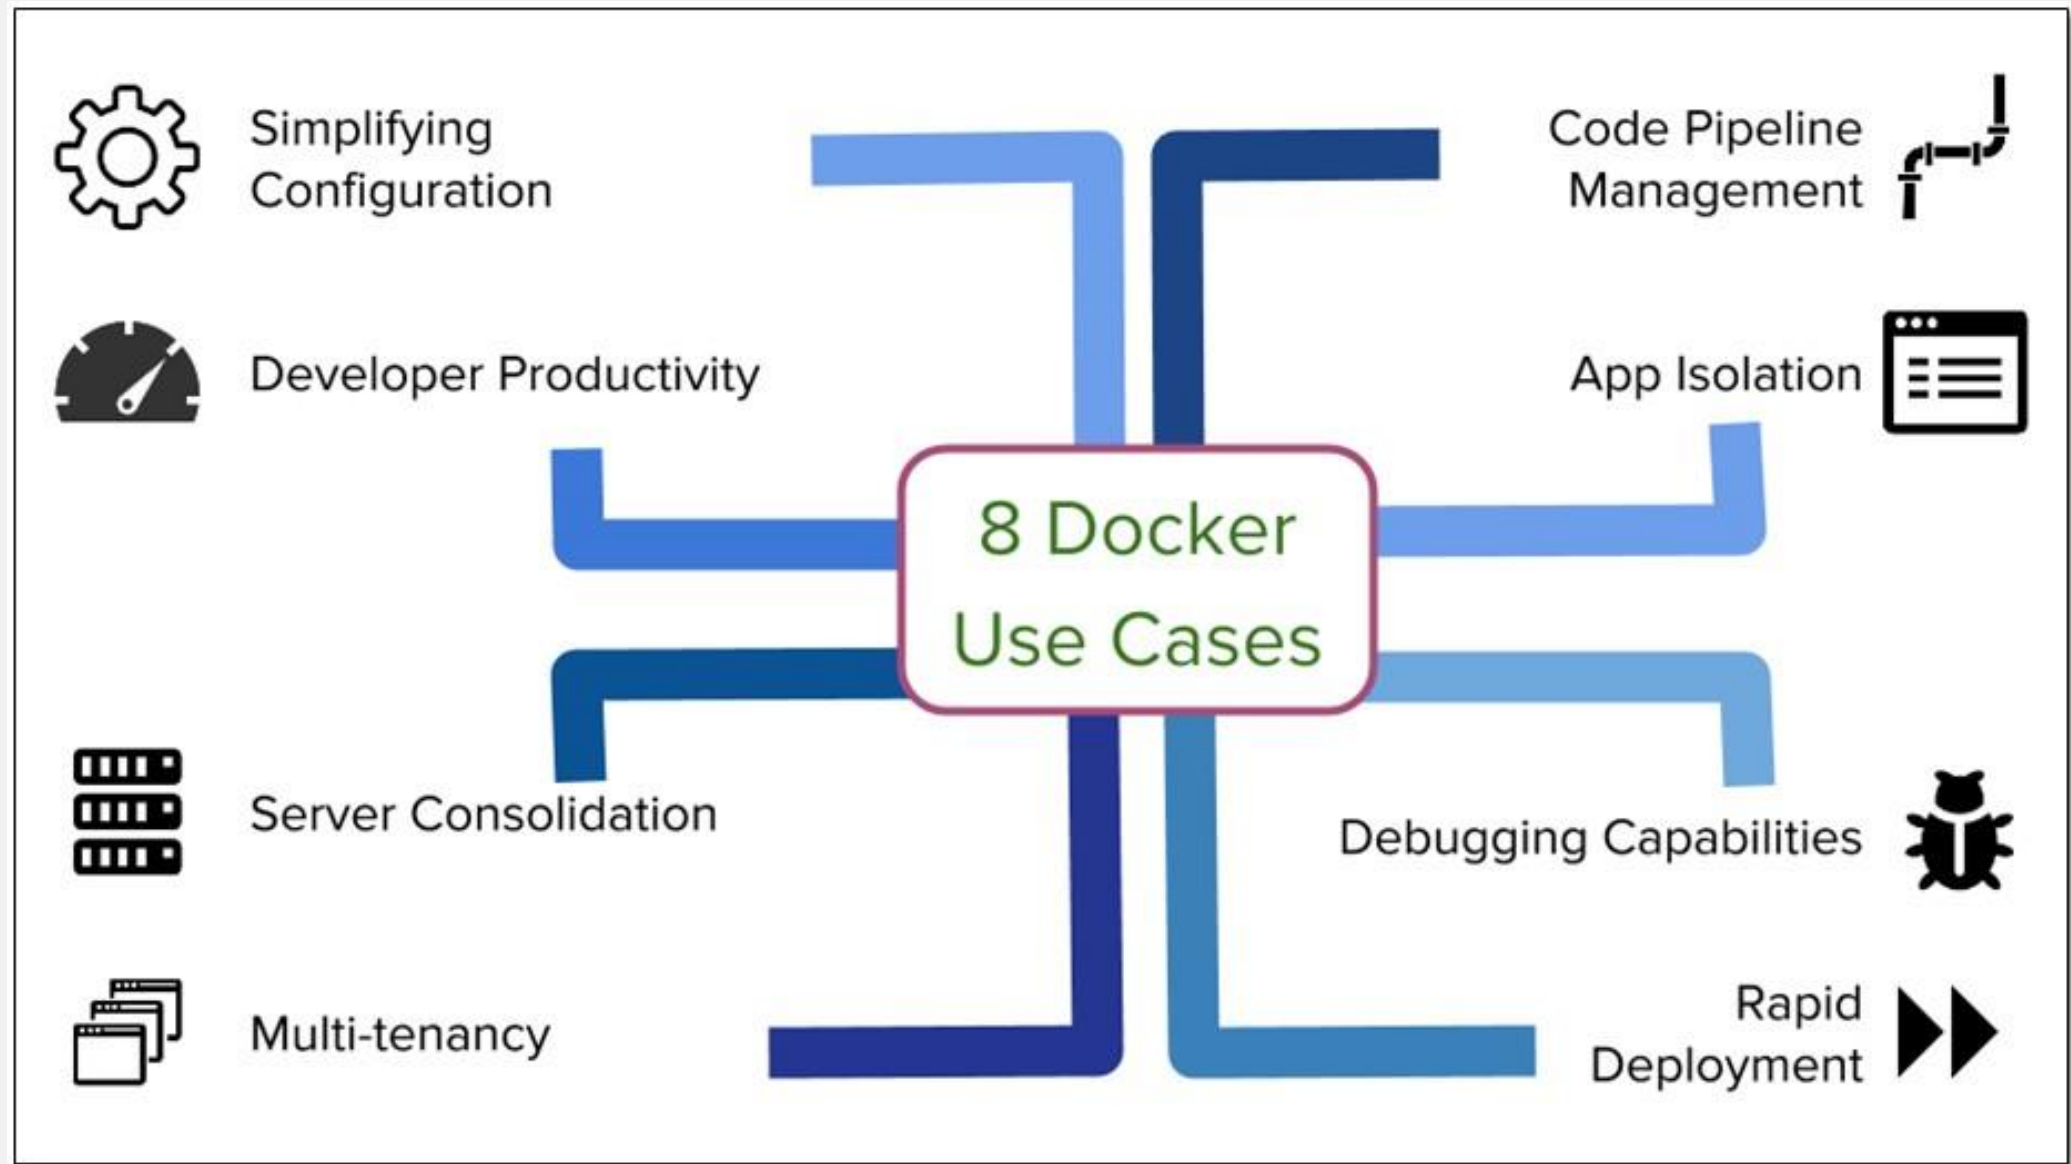 Simplifying
Configuration
Code Pipeline
Management
Developer Productivity
App Isolation
8 Docker
Use Cases
Server Consolidation
Debugging Capabilities
Multi-tenancy
Rapid
Deployment